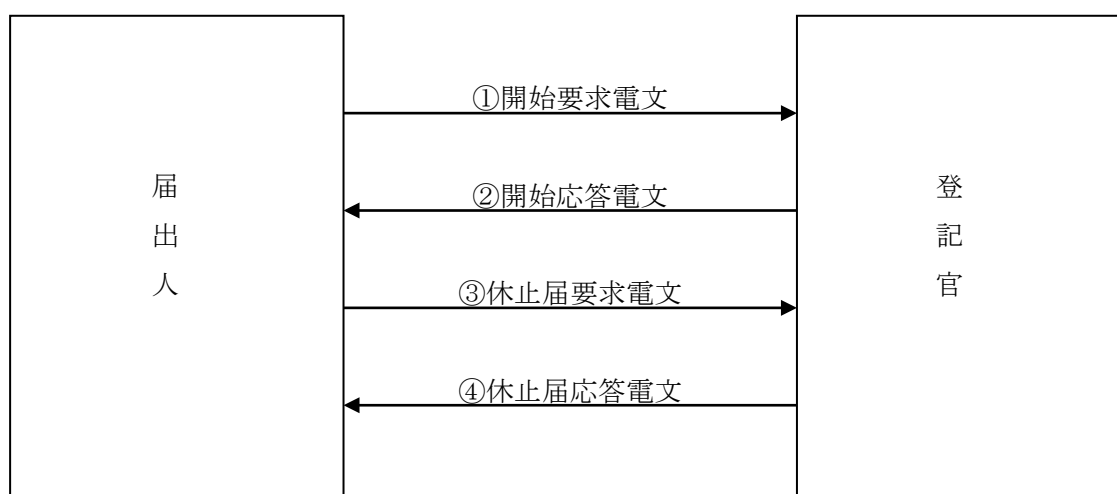 届出人
①開始要求電文
②開始応答電文
③休止届要求電文
④休止届応答電文
登記官